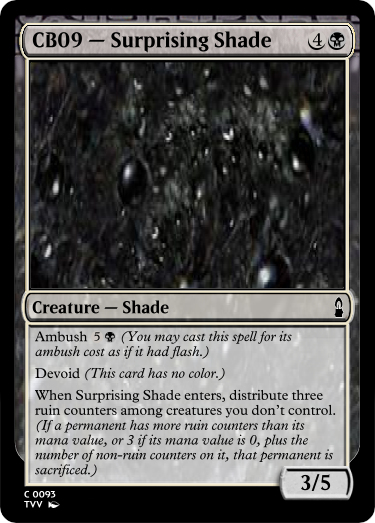 CB09 — Surprising Shade 4
Creature — Shade
Ambush 5 (You may cast this spell for its
ambush cost as if it had flash.)
Devoid (This card has no color.)
When Surprising Shade enters, distribute three
ruin counters among creatures you don't control.
(If a permanent has more ruin counters than its
mana value, or 3 if its mana value is 0, plus the
number of non-ruin counters on it, that permanent is
sacrificed.)
3/5
C 0093
TVV